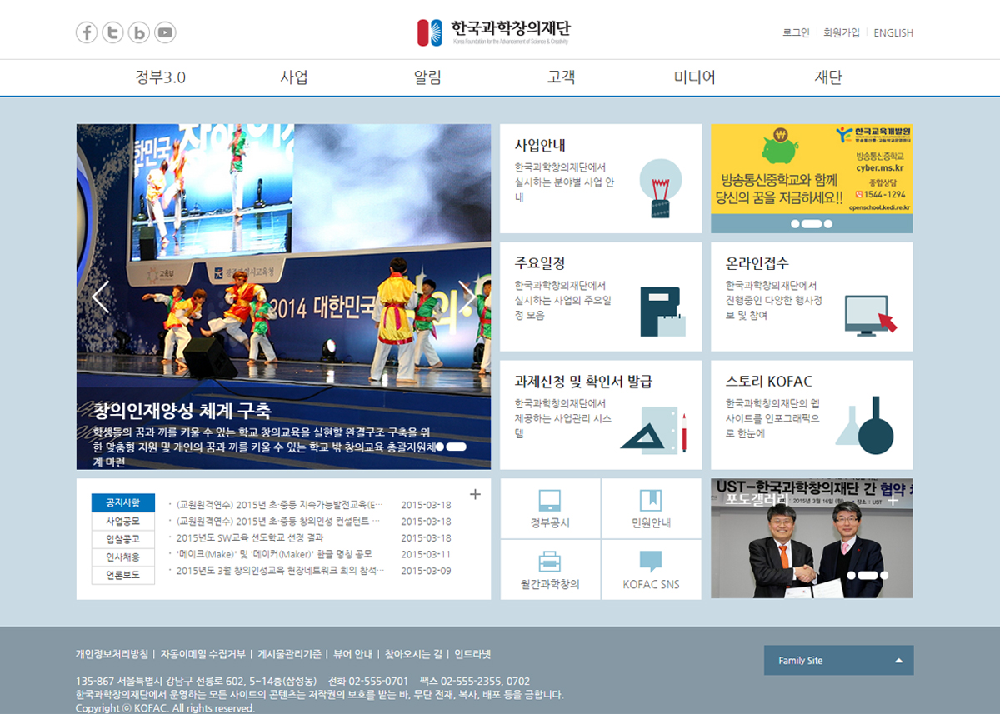 한국과학창의재단
Korea Foundation for the Advancement of Science & Creativity
로그인 회원가입 ENGLISH
정부3.0 사업 알림 고객 미디어 재단
한민국 창의 인성
교육부 광주광역시교육청
2014 대한민국
창의인재양성 체계 구축
학생들의 꿈과 끼를 키울 수 있는 학교 창의교육을 실현할 완결구조 구축을 위
한 맞춤형 지원 및 개인의 꿈과 끼를 키울 수 있는 학교 밖 창의교육 총괄지원체
계 마련
사업안내
한국과학창의재단에서
실시하는 분야별 사업 안
내
한국교육개발원
방송통신중학교
cyber.ms.kr
종합상담
1544-1294
openschool.kedi.re.kr
방송통신중학교와 함께
당신의 꿈을 저금하세요!!
주요일정
한국과학창의재단에서
실시하는 사업의 주요일
정 모음
온라인접수
한국과학창의재단에서
진행중인 다양한 행사정
보 및 참여
과제신청 및 확인서 발급
한국과학창의재단에서
제공하는 사업관리 시스
템
스토리 KOFAC
한국과학창의재단의 웹
사이트를 인포그래픽으
로 한눈에
공지사항
사업공모
입찰공고
인사채용
언론보도
· (교원원격연수) 2015년 초·중등 지속가능발전교육(E… 2015-03-18
· (교원원격연수) 2015년 초·중등 창의인성 컨설턴트 … 2015-03-18
· 2015년도 SW교육 선도학교 선정 결과 2015-03-18
· '메이크(Make)' 및 '메이커(Maker)' 한글 명칭 공모 2015-03-11
· 2015년도 3월 창의인성교육 현장네트워크 회의 참석… 2015-03-09
정부공시
민원안내
월간과학창의
KOFAC SNS
UST-한국과학창의재단 간 협약
포토갤러리
2015년 3월 16일(월) 장소 : UST
개인정보처리방침 | 자동이메일 수집거부 | 게시물관리기준 | 뷰어 안내 | 찾아오시는 길 | 인트라넷
Family Site
135-867 서울특별시 강남구 선릉로 602, 5~14층(삼성동) 전화 02-555-0701 팩스 02-555-2355, 0702
한국과학창의재단에서 운영하는 모든 사이트의 콘텐츠는 저작권의 보호를 받는 바, 무단 전재, 복사, 배포 등을 금합니다.
Copyright ⓒ KOFAC. All rights reserved.